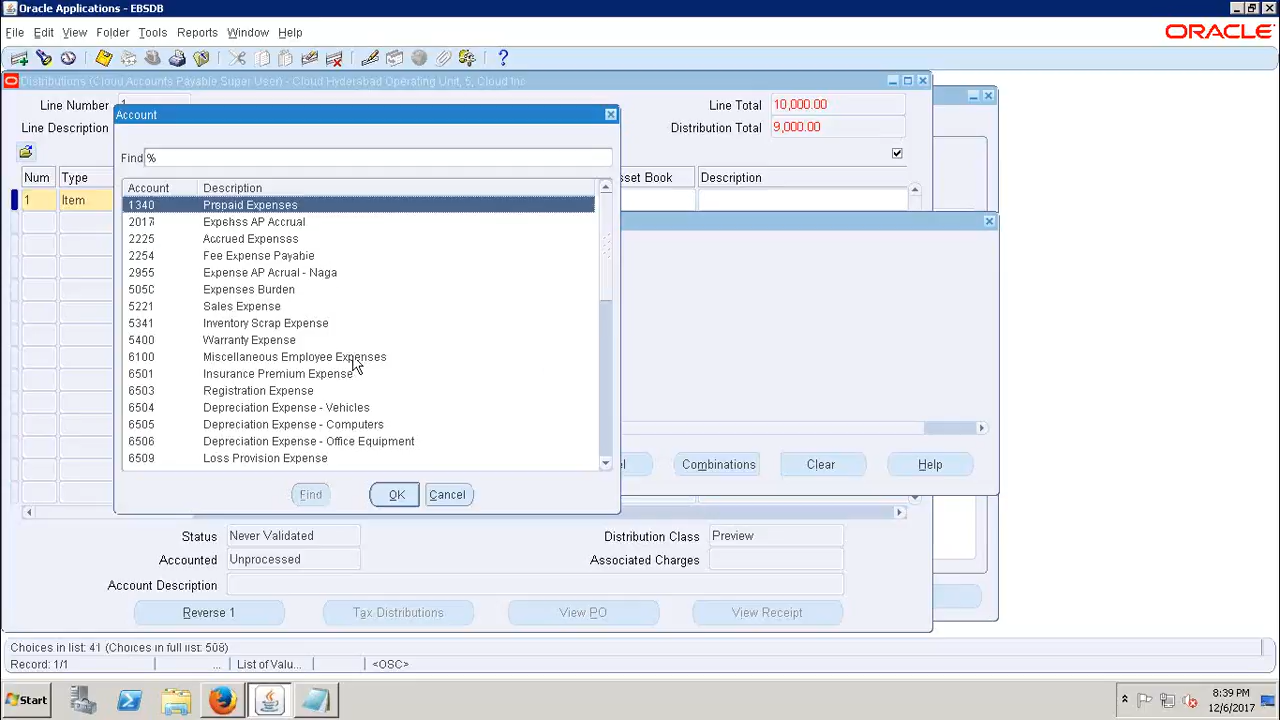 Oracle Applications - EBSDB
File Edit View Folder Tools Reports Window Help
ORACLE
Distributions (Cloud Accounts Payable Super User) - Cloud Hyderabad Operating Unit, 5, Cloud Inc
Line Number 1
Line Total 10,000.00
Line Description
Distribution Total 9,000.00
Account
Find %
Num Type
sset Book Description
1 Item
Account Description
1340 Prepaid Expenses
2017 Expenss AP Accrual
2225 Accrued Expensss
2254 Fee Expense Payable
2955 Expense AP Acrual - Naga
505C Expenses Burden
5221 Sales Expense
5341 Inventory Scrap Expense
5400 Warranty Expense
6100 Miscellaneous Employee Expenses
6501 Insurance Premium Expense
6503 Registration Expense
6504 Depreciation Expense - Vehicles
6505 Depreciation Expense - Computers
6506 Depreciation Expense - Office Equipment
6509 Loss Provision Expense
Find OK Cancel
el Combinations Clear Help
Status Never Validated
Distribution Class Preview
Accounted Unprocessed
Associated Charges
Account Description
Reverse 1 Tax Distributions View PO View Receipt
Choices in list: 41 (Choices in full list: 508)
Record: 1/1 ... List of Valu... <OSC>
Start
8:39 PM
12/6/2017